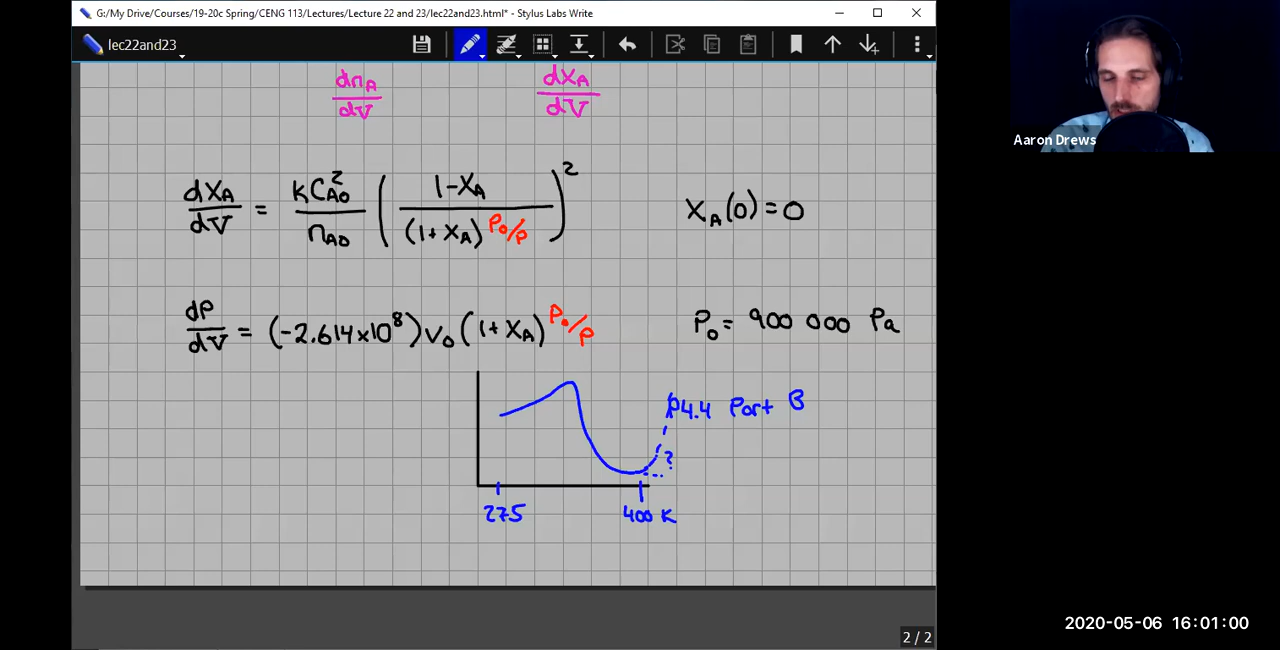 G:/My Drive/Courses/19-20c Spring/CENG 113/Lectures/Lecture 22 and 23/lec22and23.html* - Stylus Labs Write
lec22and23
dnA/dV dXA/dV
dXA/dV = kCA0²/nA0 ((1-XA)/((1+XA) P0/P))² XA(0)=0
dP/dV = (-2.614x10⁸) v0 (1+XA) P0/P P0 = 900 000 Pa
P4.4 Part B
?
275 400 K
2 / 2
Aaron Drews
2020-05-06 16:01:00